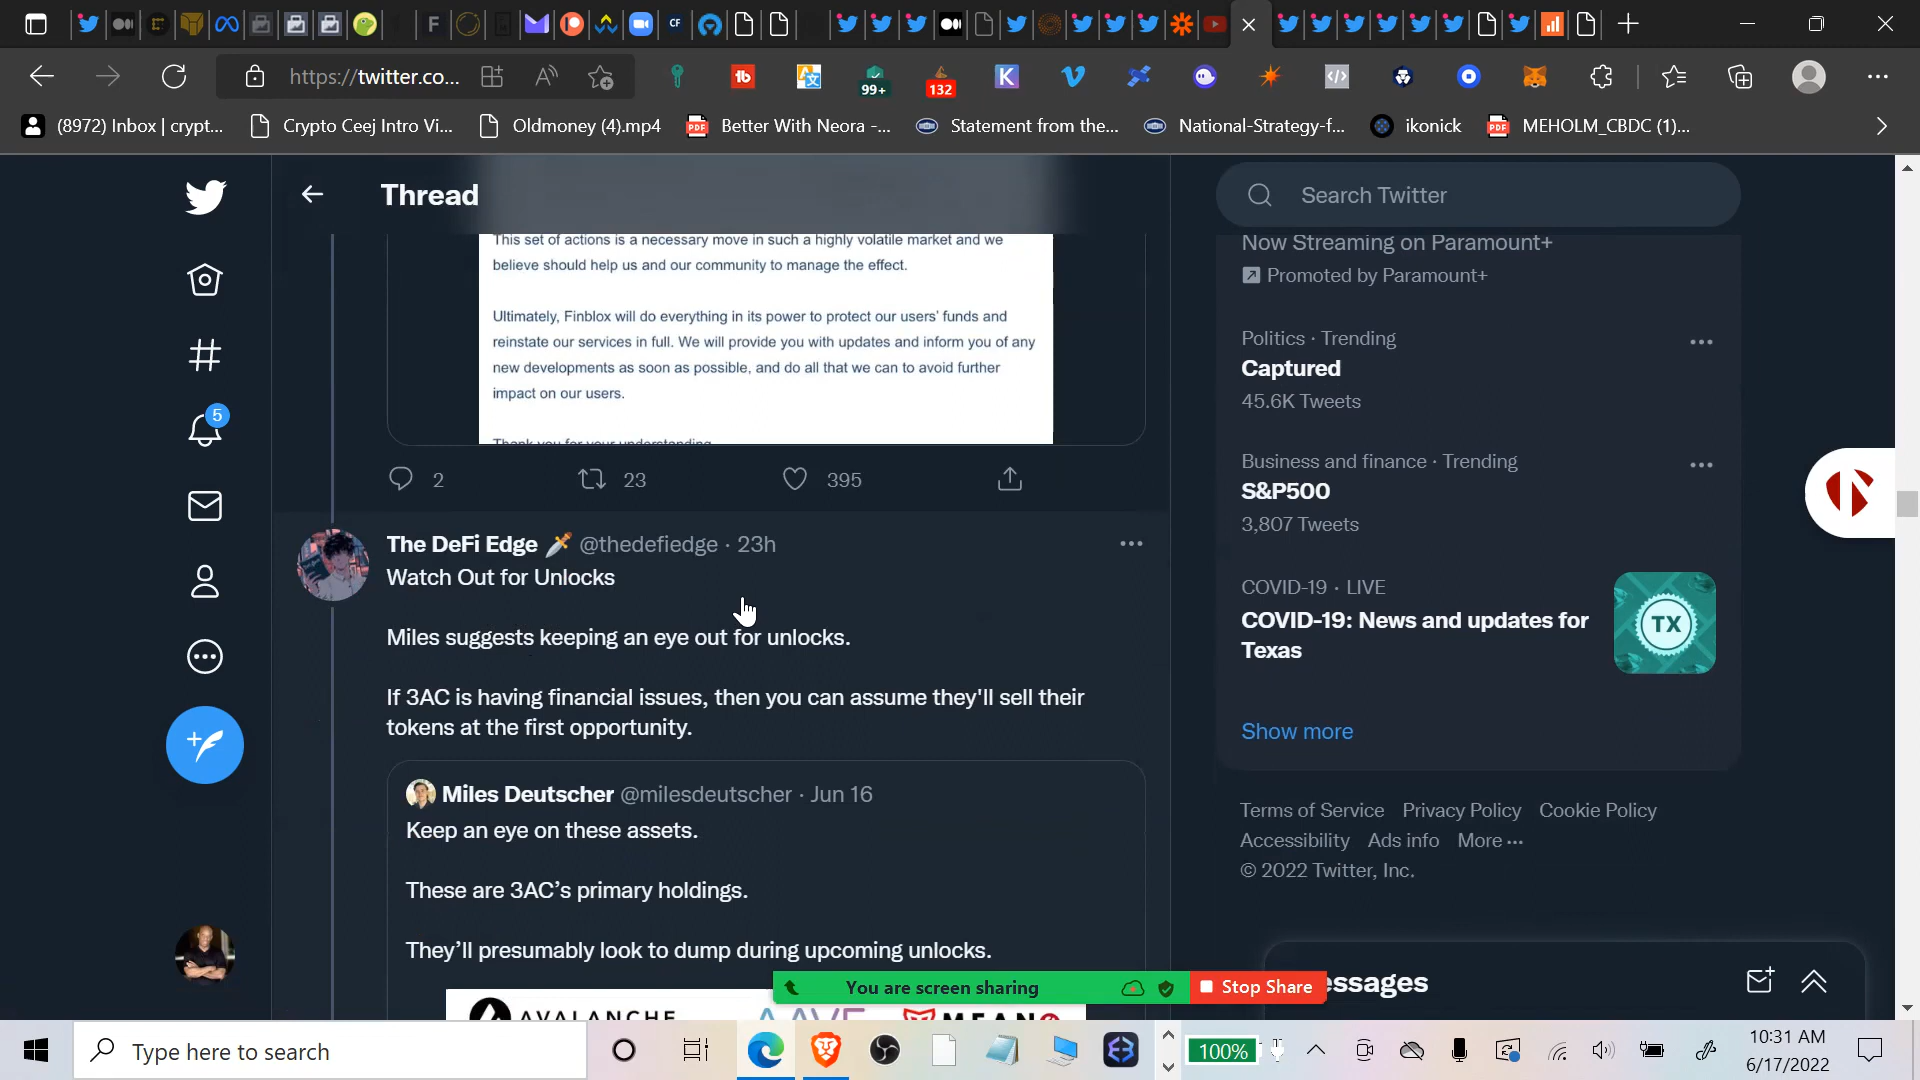 https://twitter.co...
99+
132
(8972) Inbox | crypt...
Crypto Ceej Intro Vi...
Oldmoney (4).mp4
Better With Neora -...
Statement from the...
National-Strategy-f...
ikonick
MEHOLM_CBDC (1)...
Thread
This set of actions is a necessary move in such a highly volatile market and we
believe should help us and our community to manage the effect.
Ultimately, Finblox will do everything in its power to protect our users' funds and
reinstate our services in full. We will provide you with updates and inform you of any
new developments as soon as possible, and do all that we can to avoid further
impact on our users.
Thank you for your understanding
2
23
395
The DeFi Edge @thedefiedge · 23h
Watch Out for Unlocks
Miles suggests keeping an eye out for unlocks.
If 3AC is having financial issues, then you can assume they'll sell their
tokens at the first opportunity.
Miles Deutscher @milesdeutscher · Jun 16
Keep an eye on these assets.
These are 3AC's primary holdings.
They'll presumably look to dump during upcoming unlocks.
AVALANCHE
AAVE
5
Search Twitter
Now Streaming on Paramount+
Promoted by Paramount+
Politics · Trending
Captured
45.6K Tweets
Business and finance · Trending
S&P500
3,807 Tweets
COVID-19 · LIVE
COVID-19: News and updates for
Texas
TX
Show more
Terms of Service Privacy Policy Cookie Policy
Accessibility Ads info More ···
© 2022 Twitter, Inc.
essages
You are screen sharing
Stop Share
Type here to search
100%
10:31 AM
6/17/2022